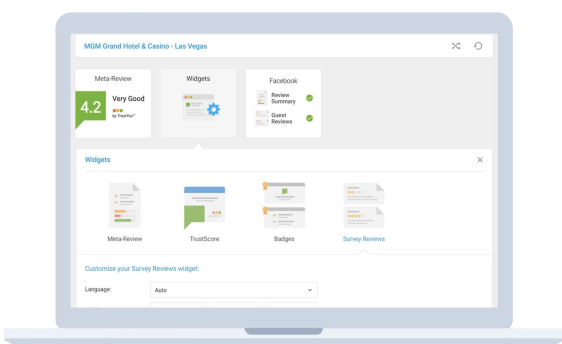 MGM Grand Hotel & Casino - Las Vegas
Meta-Review
Widgets
Facebook
4.2
Very Good
by TrustYou™
Review
Summary
Guest
Reviews
Widgets
Meta-Review
TrustScore
Badges
Survey Reviews
Customize your Survey Reviews widget:
Language:
Auto